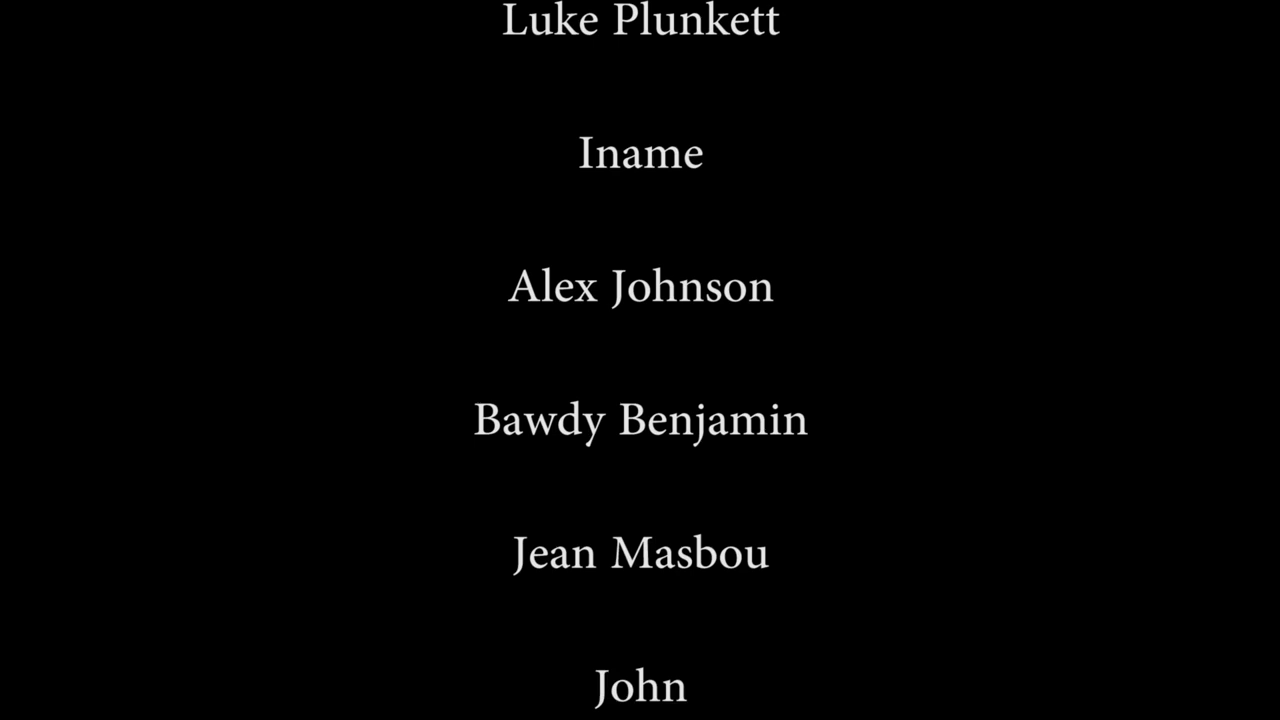 Luke Plunkett
Iname
Alex Johnson
Bawdy Benjamin
Jean Masbou
John